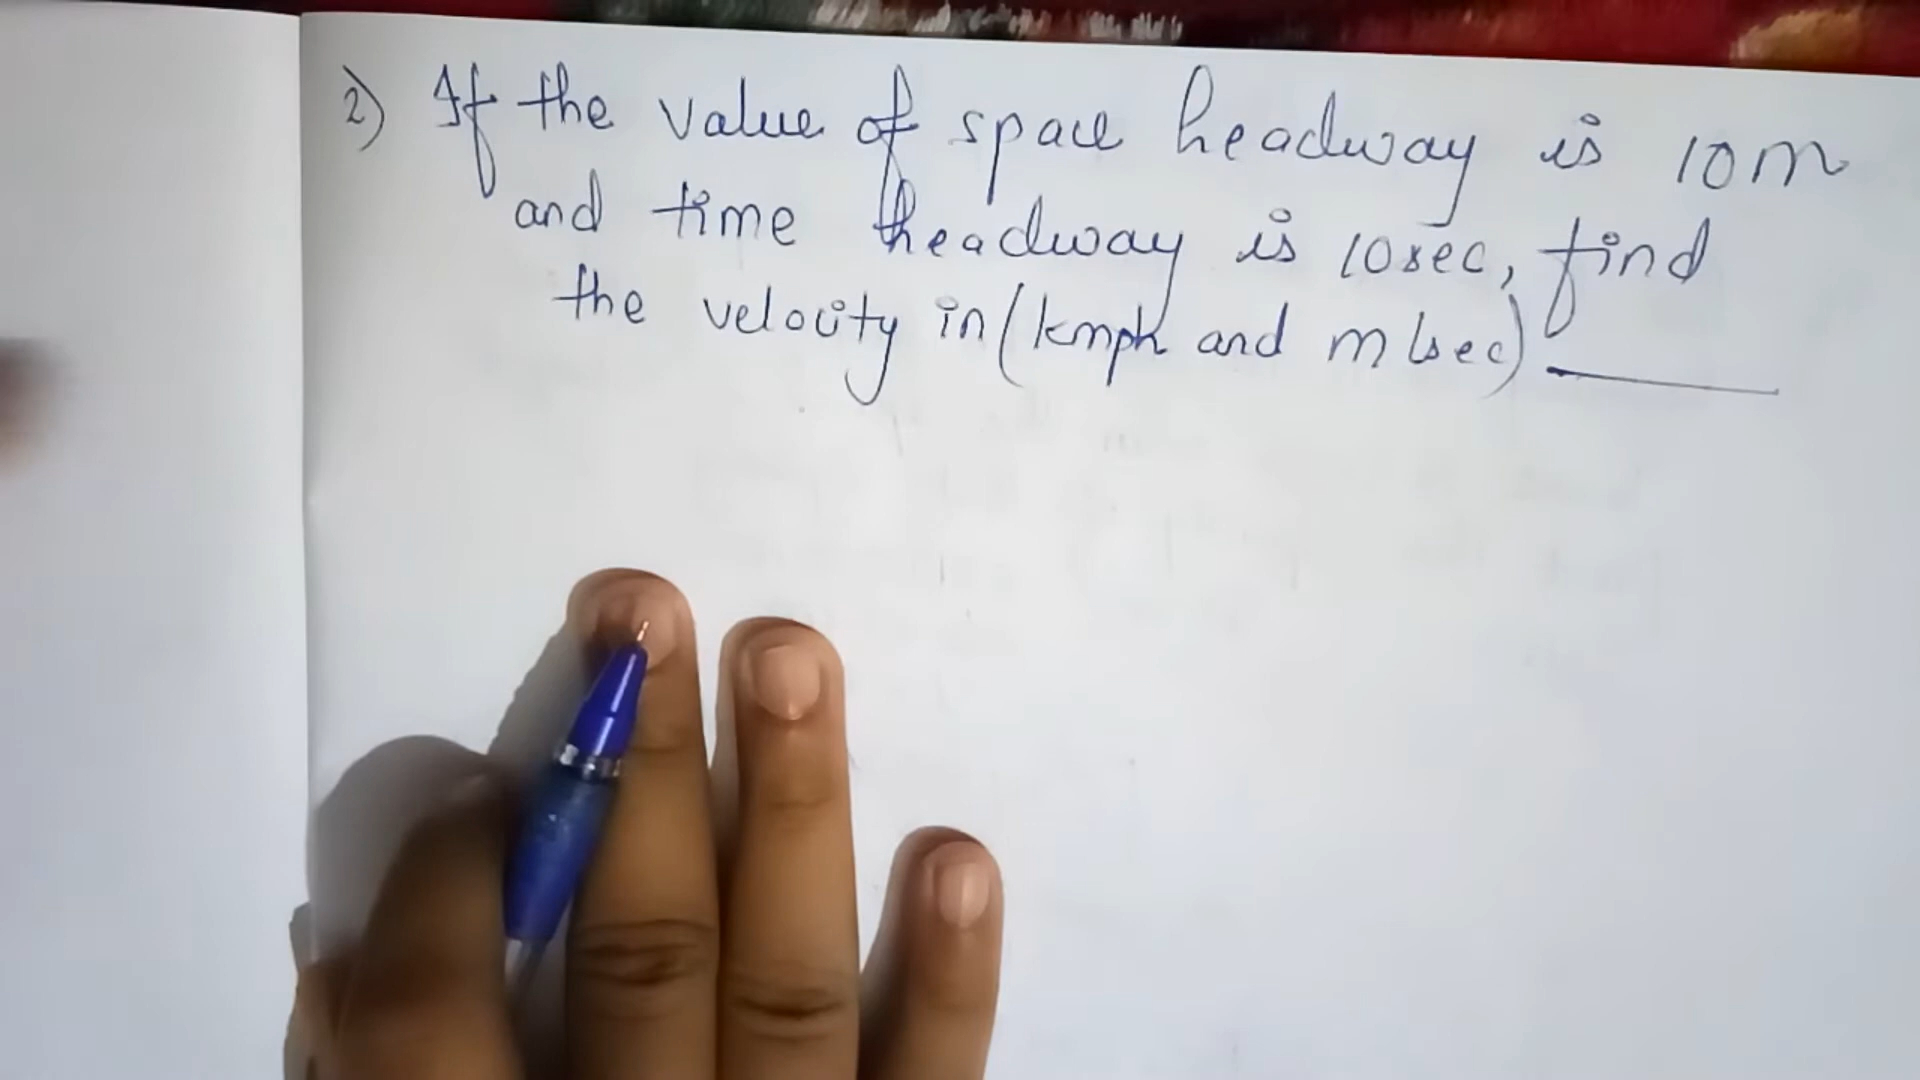 2) If the value of space headway is 10m
and time headway is 10sec, find
the velocity in (kmph and m/sec) ____